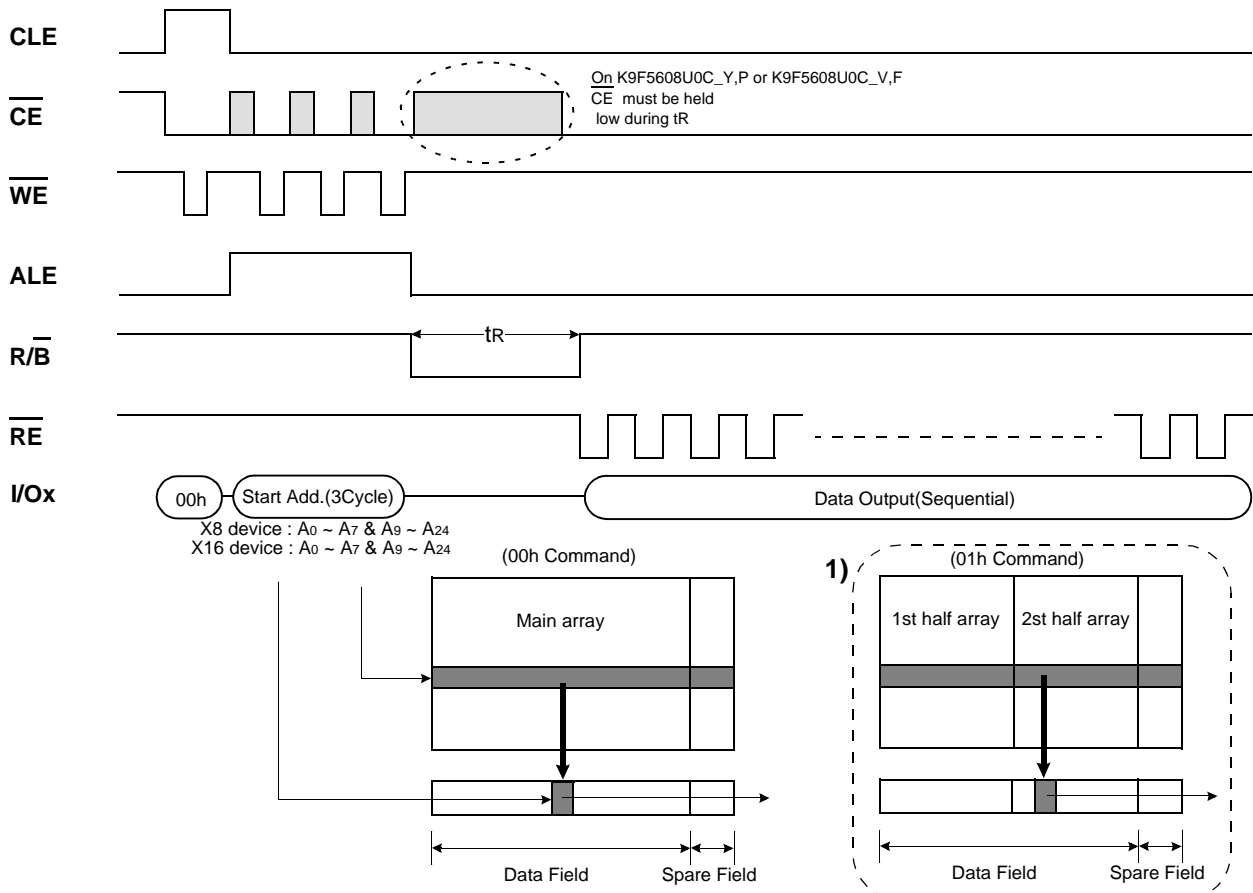 CLE
CE
On K9F5608U0C_Y,P or K9F5608U0C_V,F
CE must be held
low during tR
WE
ALE
R/B
tR
RE
I/Ox
00h
Start Add.(3Cycle)
Data Output(Sequential)
X8 device : A0 ~ A7 & A9 ~ A24
X16 device : A0 ~ A7 & A9 ~ A24
(00h Command)
Main array
Data Field
Spare Field
1)
(01h Command)
1st half array
2st half array
Data Field
Spare Field